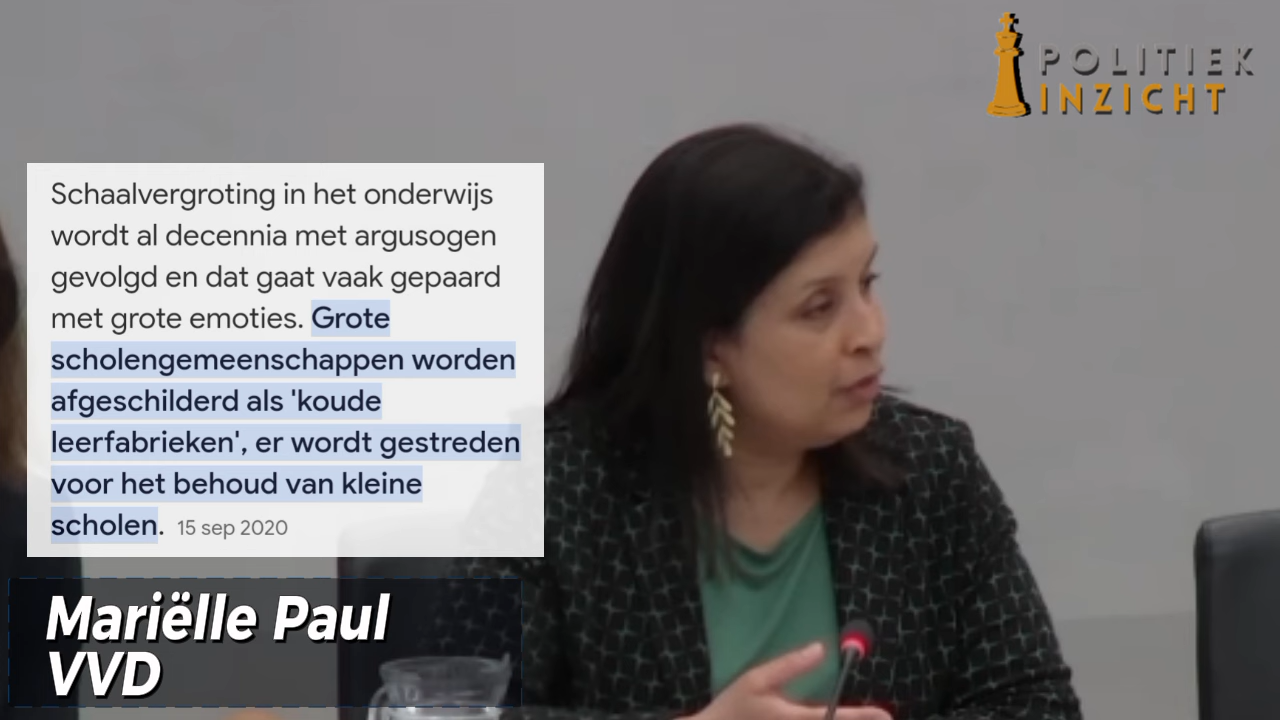 POLITIEK
INZICHT
Schaalvergroting in het onderwijs
wordt al decennia met argusogen
gevolgd en dat gaat vaak gepaard
met grote emoties. Grote
scholengemeenschappen worden
afgeschilderd als 'koude
leerfabrieken', er wordt gestreden
voor het behoud van kleine
scholen. 15 sep 2020
Mariëlle Paul
VVD